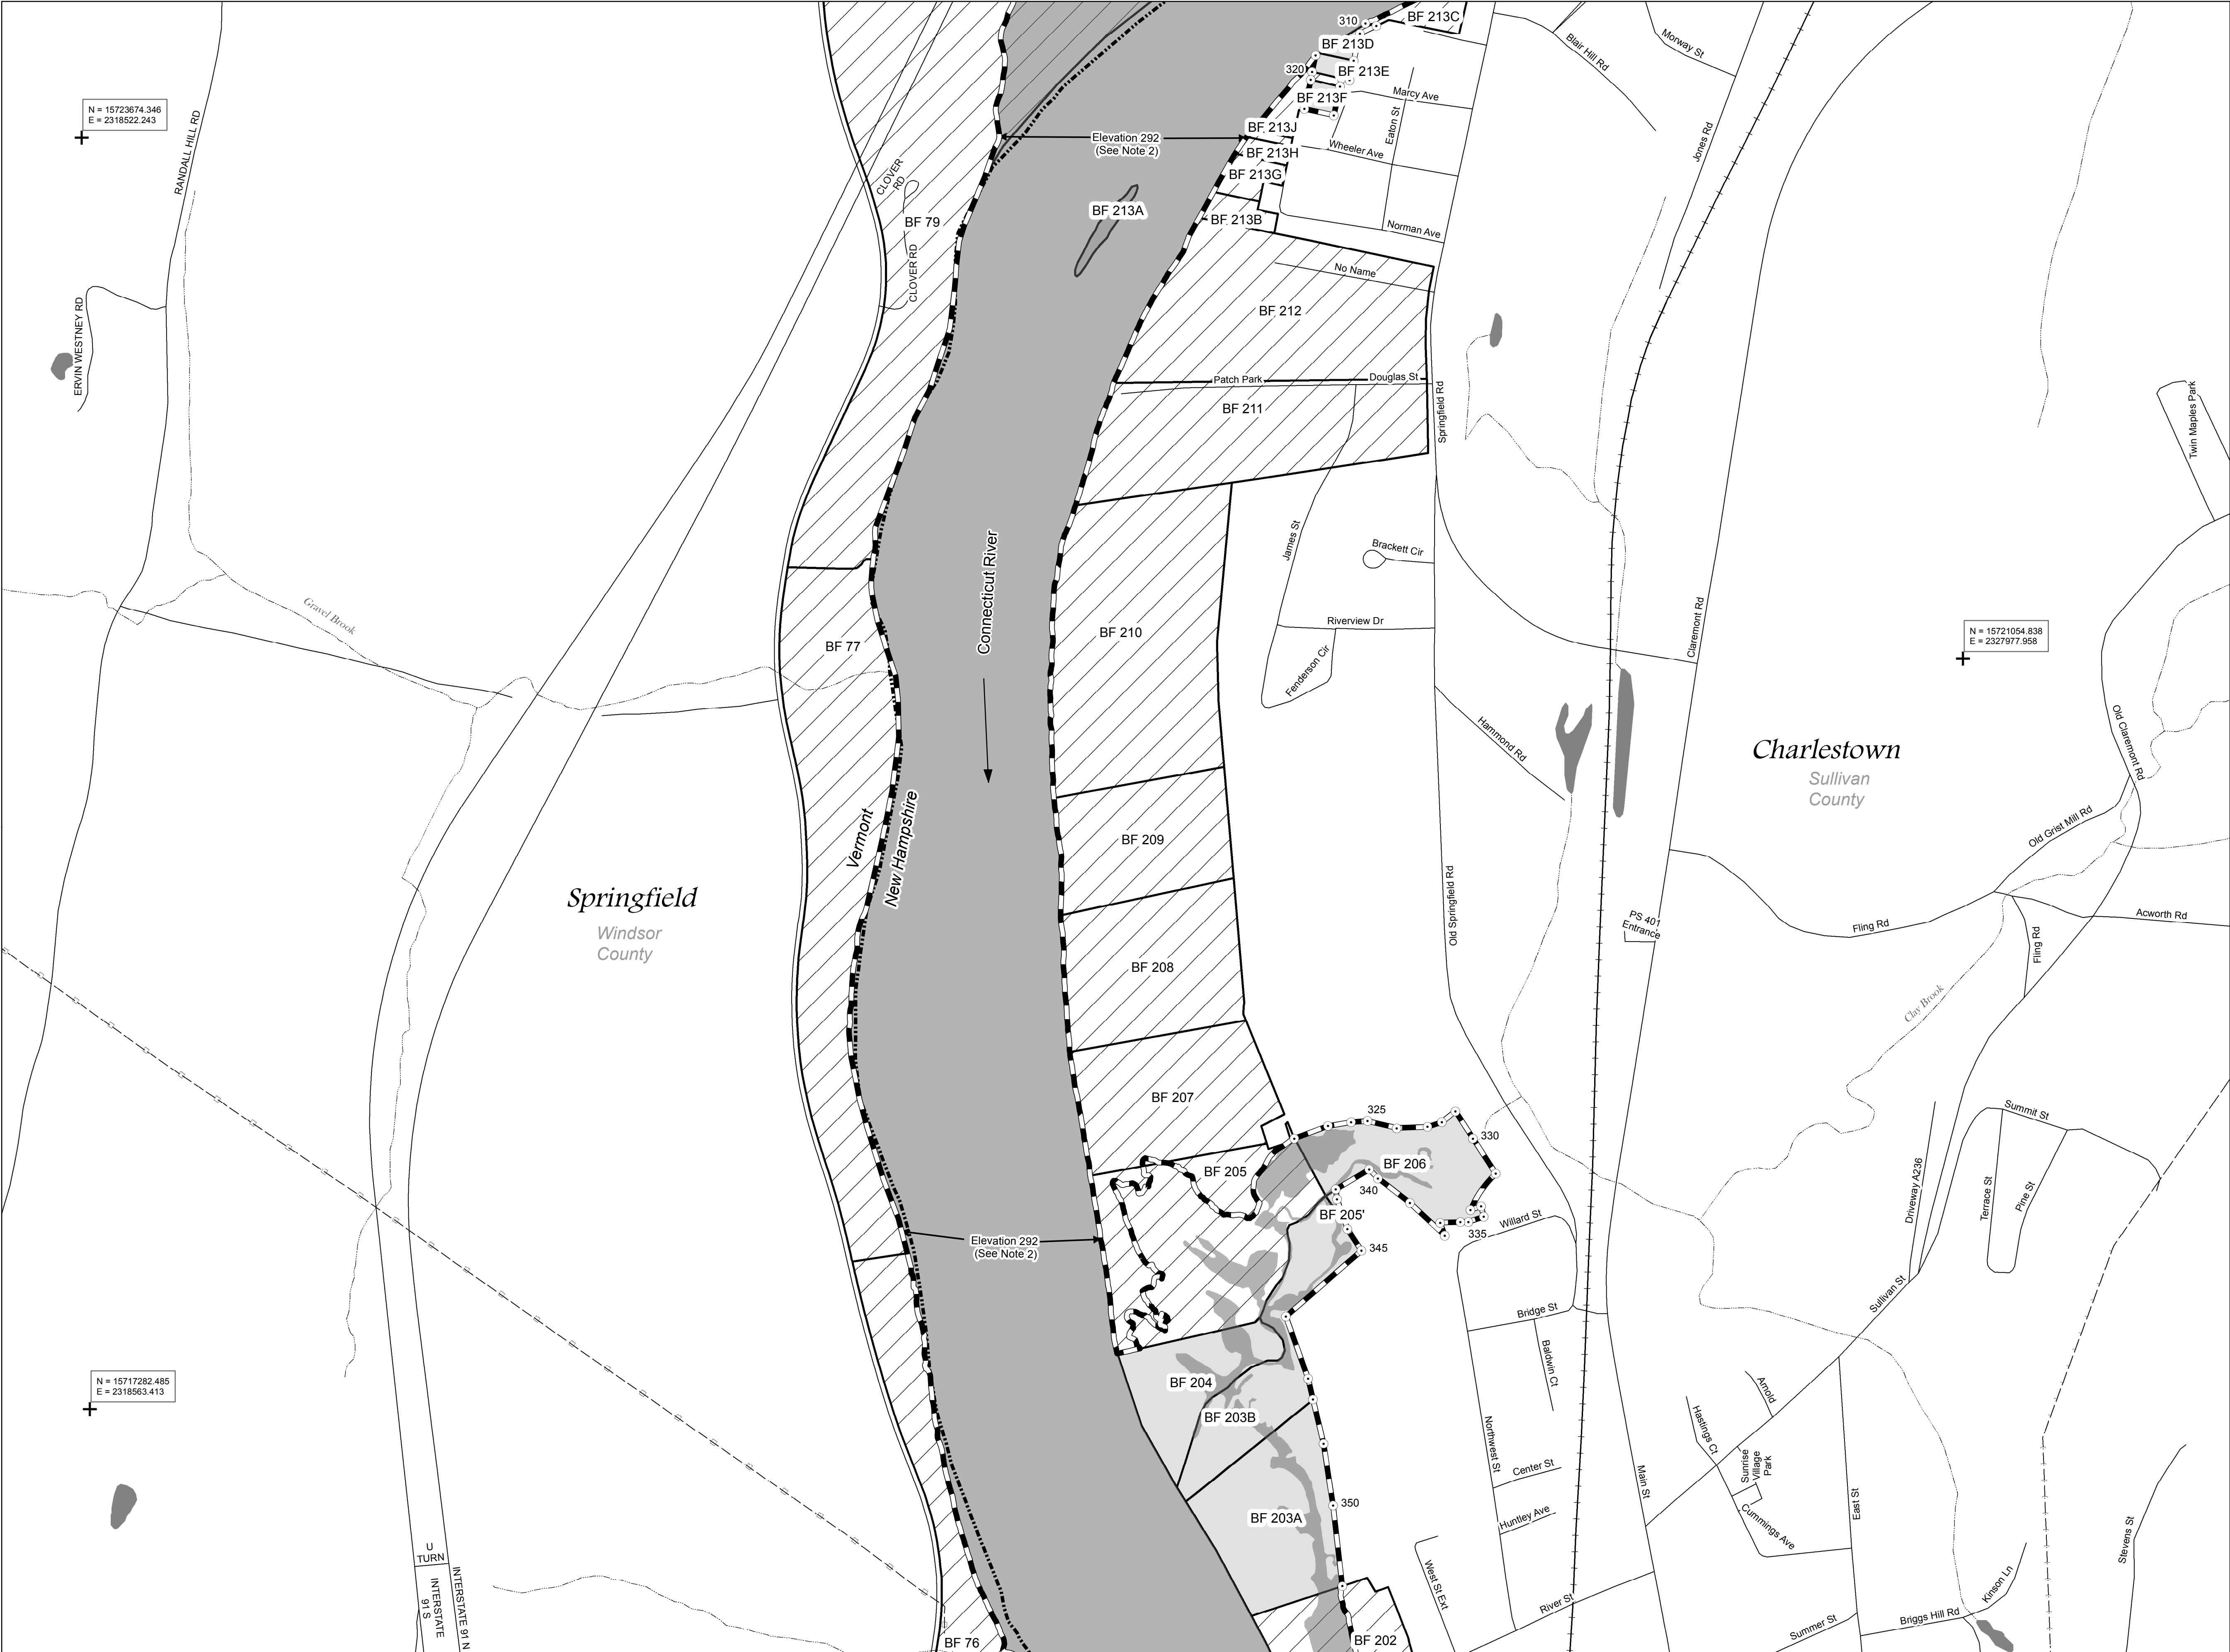 310
BF 213C
BF 213D
320
BF 213E
BF 213F
Marcy Ave
Blair Hill Rd
Morway St
N = 15723674.346
E = 2318522.243
RANDALL HILL RD
Jones Rd
Eaton St
BF 213J
Elevation 292
(See Note 2)
Wheeler Ave
BF 213H
BF 213G
CLOVER
RD
BF 79
BF 213A
BF 213B
Norman Ave
CLOVER RD
No Name
BF 212
ERVIN WESTNEY RD
Patch Park
Douglas St
BF 211
Springfield Rd
Twin Maples Park
James St
Brackett Cir
Connecticut River
Gravel Brook
BF 77
BF 210
Riverview Dr
Fenderson Cir
Claremont Rd
N = 15721054.838
E = 2327977.958
Hammond Rd
Old Claremont Rd
Charlestown
Sullivan
County
Vermont
New Hampshire
BF 209
Old Grist Mill Rd
Springfield
Windsor
County
Old Springfield Rd
PS 401
Entrance
Fling Rd
Acworth Rd
Fling Rd
BF 208
Clay Brook
BF 207
325
330
Summit St
BF 205
BF 206
340
BF 205'
335
Willard St
345
Driveway A236
Terrace St
Pine St
Elevation 292
(See Note 2)
Sullivan St
Bridge St
Baldwin Ct
N = 15717282.485
E = 2318563.413
BF 204
BF 203B
Arnold
Hastings Ct
Northwest St
Sunrise
Village
Park
Center St
Main St
East St
350
BF 203A
Huntley Ave
Cummings Ave
Stevens St
U
TURN
INTERSTATE
91 S
INTERSTATE 91 N
West St Ext
River St
Kinson Ln
Briggs Hill Rd
Summer St
BF 76
BF 202